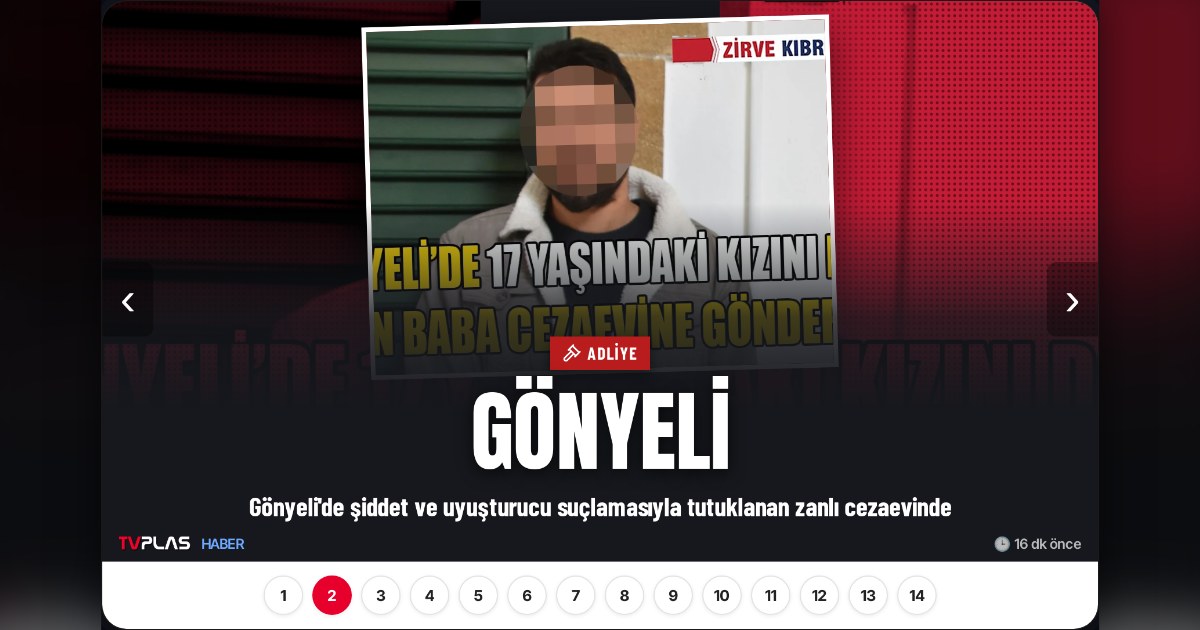 ZİRVE KIBR
YELİ'DE 17 YAŞINDAKİ KIZINI
N BABA CEZAEVİNE GÖNDER
ADLİYE
GÖNYELİ
Gönyeli'de şiddet ve uyuşturucu suçlamasıyla tutuklanan zanlı cezaevinde
TVPLAS HABER
16 dk önce
‹ ›
1 2 3 4 5 6 7 8 9 10 11 12 13 14